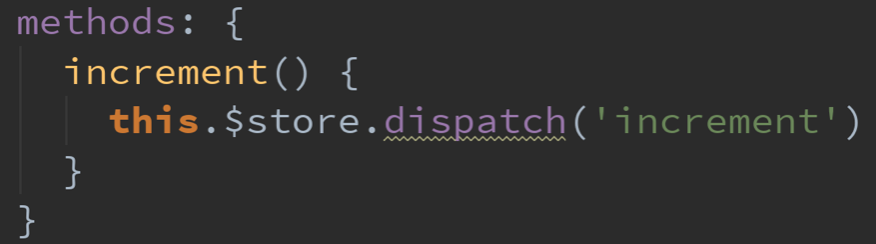 methods: {
  increment() {
    this.$store.dispatch('increment')
  }
}